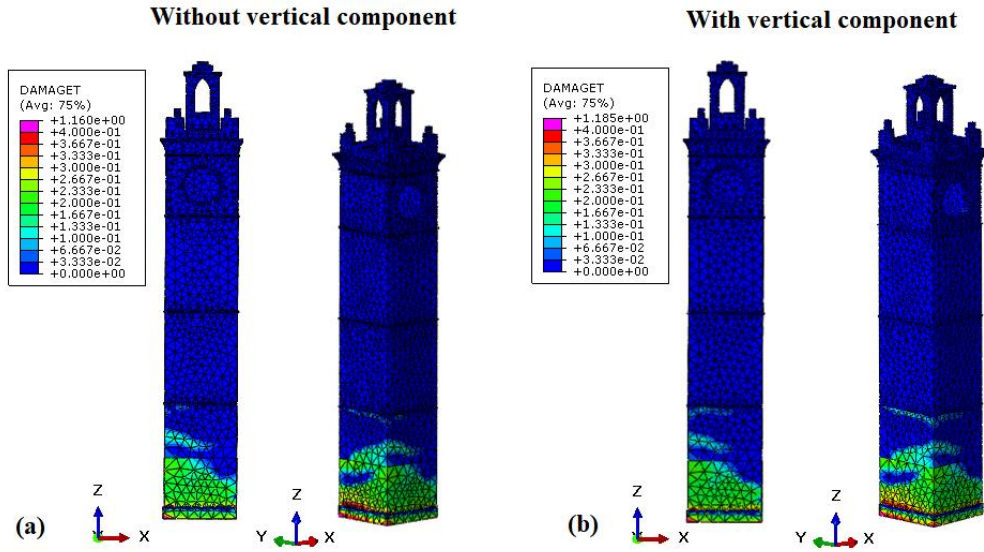 Without vertical component
With vertical component
DAMAGET
(Avg: 75%)
+1.160e+00
+4.000e-01
+3.667e-01
+3.333e-01
+3.000e-01
+2.667e-01
+2.333e-01
+2.000e-01
+1.667e-01
+1.333e-01
+1.000e-01
+6.667e-02
+3.333e-02
+0.000e+00
DAMAGET
(Avg: 75%)
+1.185e+00
+4.000e-01
+3.667e-01
+3.333e-01
+3.000e-01
+2.667e-01
+2.333e-01
+2.000e-01
+1.667e-01
+1.333e-01
+1.000e-01
+6.667e-02
+3.333e-02
+0.000e+00
(a)
Z
Y
X
Z
Y
X
(b)
Z
Y
X
Z
Y
X